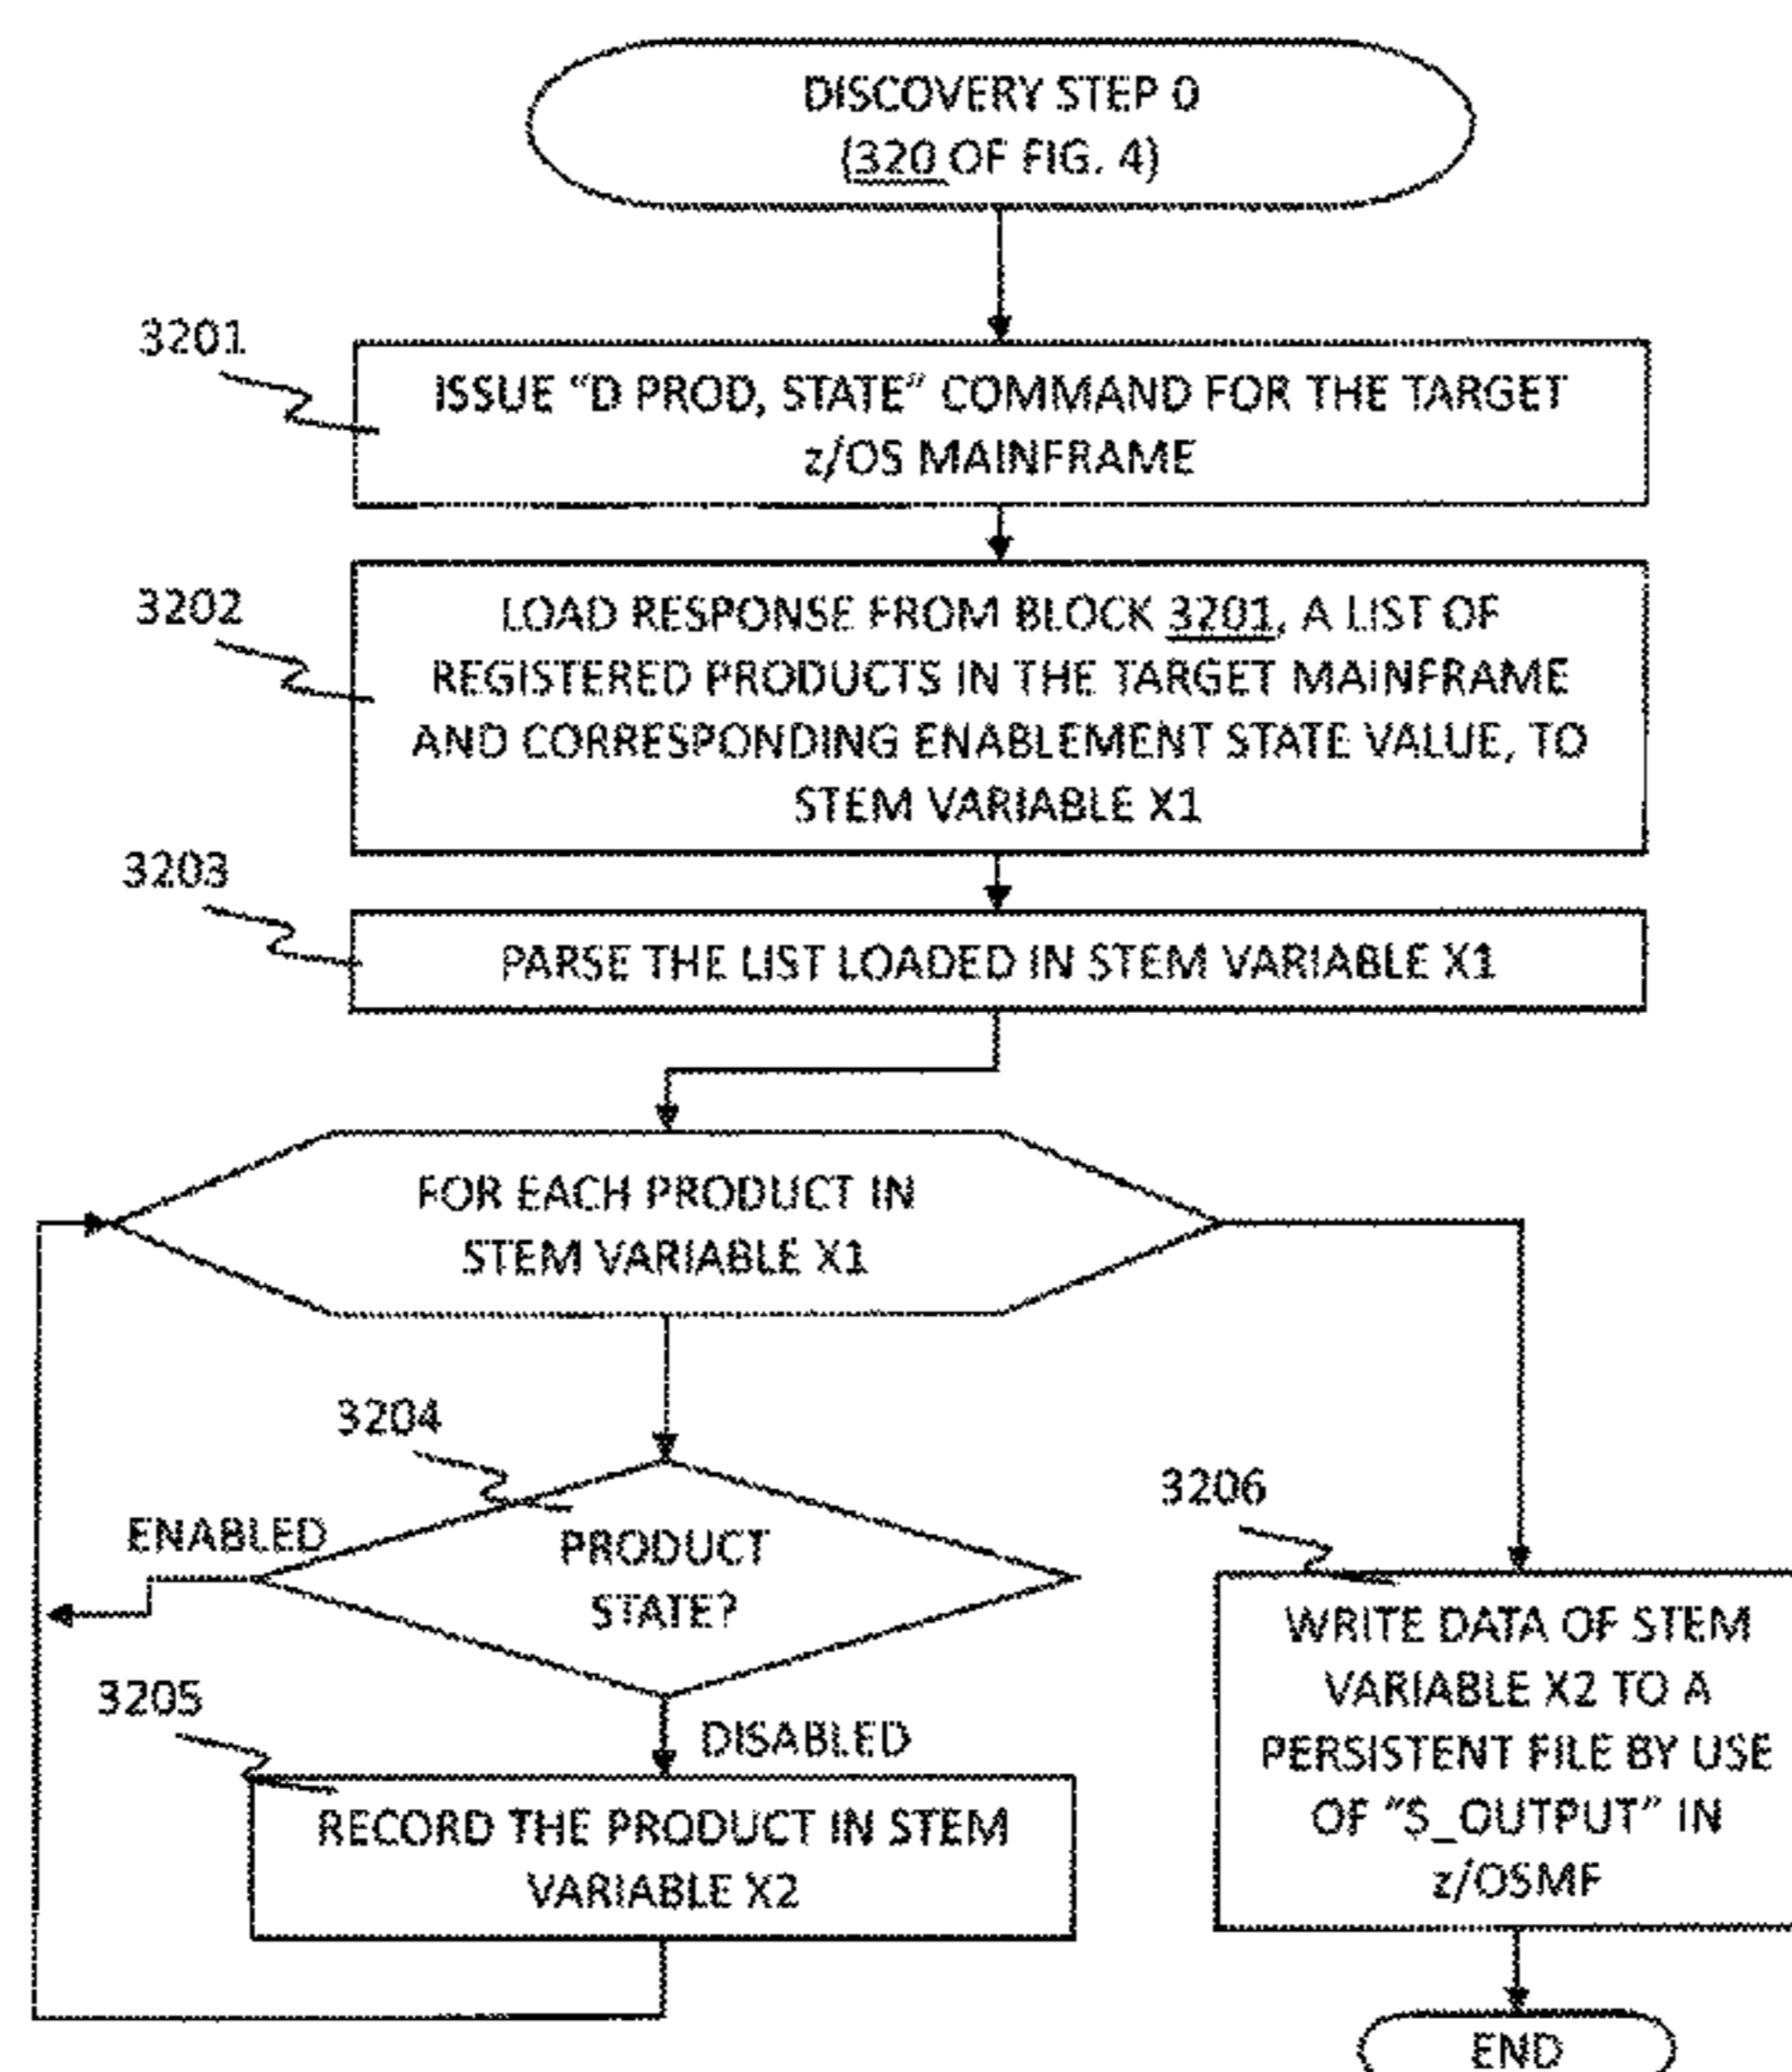 DISCOVERY STEP 0
(320 OF FIG. 4)
3201
ISSUE “D PROD, STATE” COMMAND FOR THE TARGET
z/OS MAINFRAME
3202
LOAD RESPONSE FROM BLOCK 3201, A LIST OF
REGISTERED PRODUCTS IN THE TARGET MAINFRAME
AND CORRESPONDING ENABLEMENT STATE VALUE, TO
STEM VARIABLE X1
3203
PARSE THE LIST LOADED IN STEM VARIABLE X1
FOR EACH PRODUCT IN
STEM VARIABLE X1
3204
ENABLED
PRODUCT
STATE?
3205
DISABLED
RECORD THE PRODUCT IN STEM
VARIABLE X2
3206
WRITE DATA OF STEM
VARIABLE X2 TO A
PERSISTENT FILE BY USE
OF “S_OUTPUT” IN
z/OSMF
END